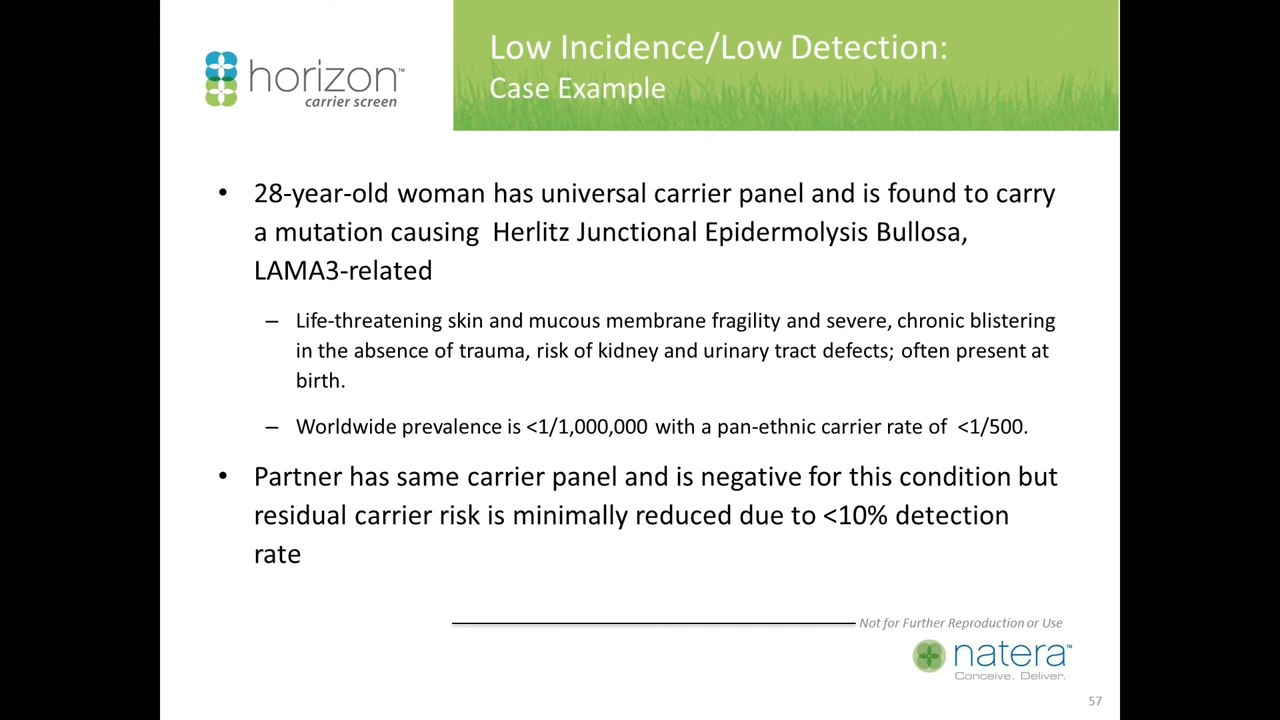 horizon™
carrier screen
Low Incidence/Low Detection:
Case Example
• 28-year-old woman has universal carrier panel and is found to carry
a mutation causing Herlitz Junctional Epidermolysis Bullosa,
LAMA3-related
– Life-threatening skin and mucous membrane fragility and severe, chronic blistering
in the absence of trauma, risk of kidney and urinary tract defects; often present at
birth.
– Worldwide prevalence is <1/1,000,000 with a pan-ethnic carrier rate of <1/500.
• Partner has same carrier panel and is negative for this condition but
residual carrier risk is minimally reduced due to <10% detection
rate
Not for Further Reproduction or Use
natera™
Conceive. Deliver.
57